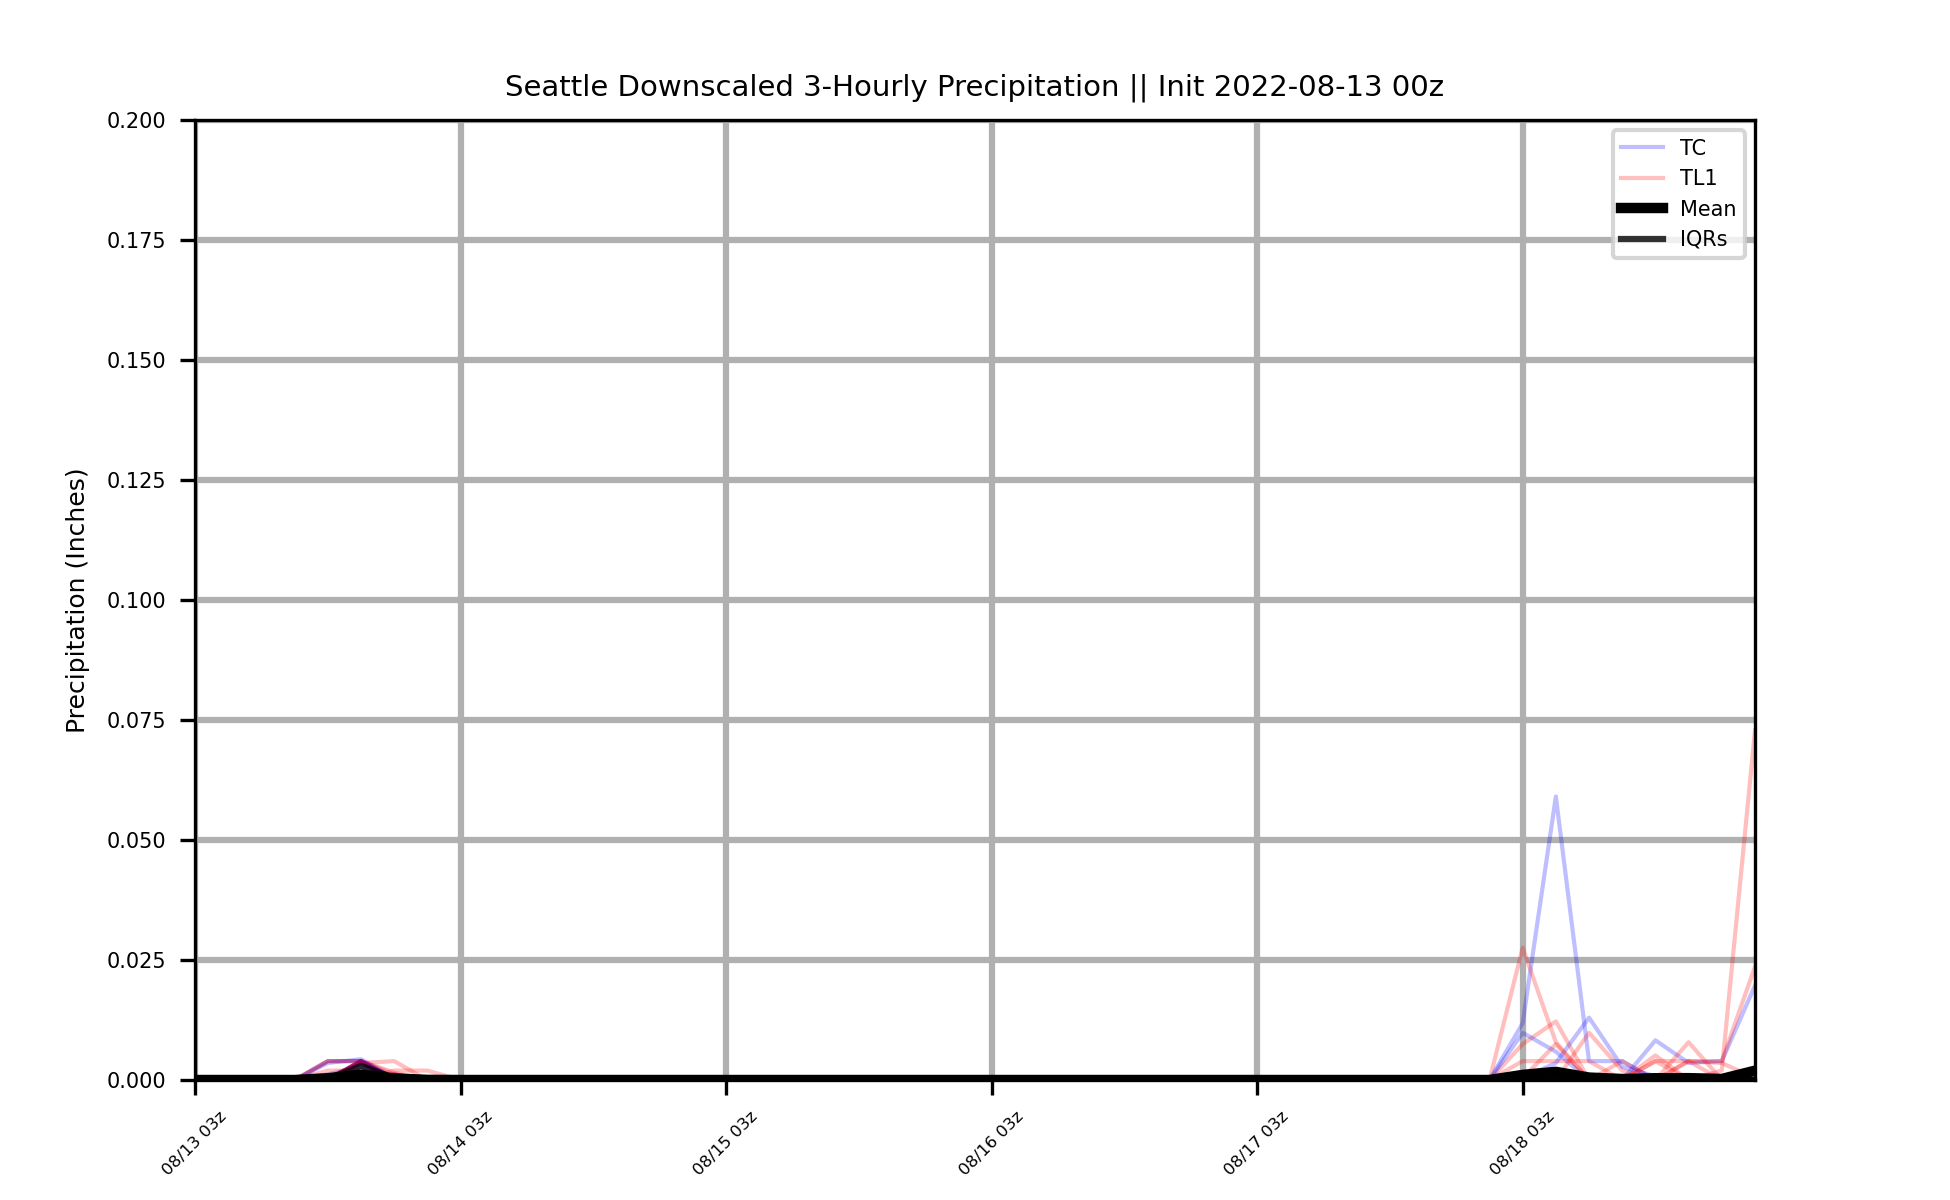 Seattle Downscaled 3-Hourly Precipitation || Init 2022-08-13 00z
0.200
0.175
0.150
0.125
0.100
0.075
0.050
0.025
0.000
Precipitation (Inches)
TC
TL1
Mean
IQRs
08/13 03z
08/14 03z
08/15 03z
08/16 03z
08/17 03z
08/18 03z